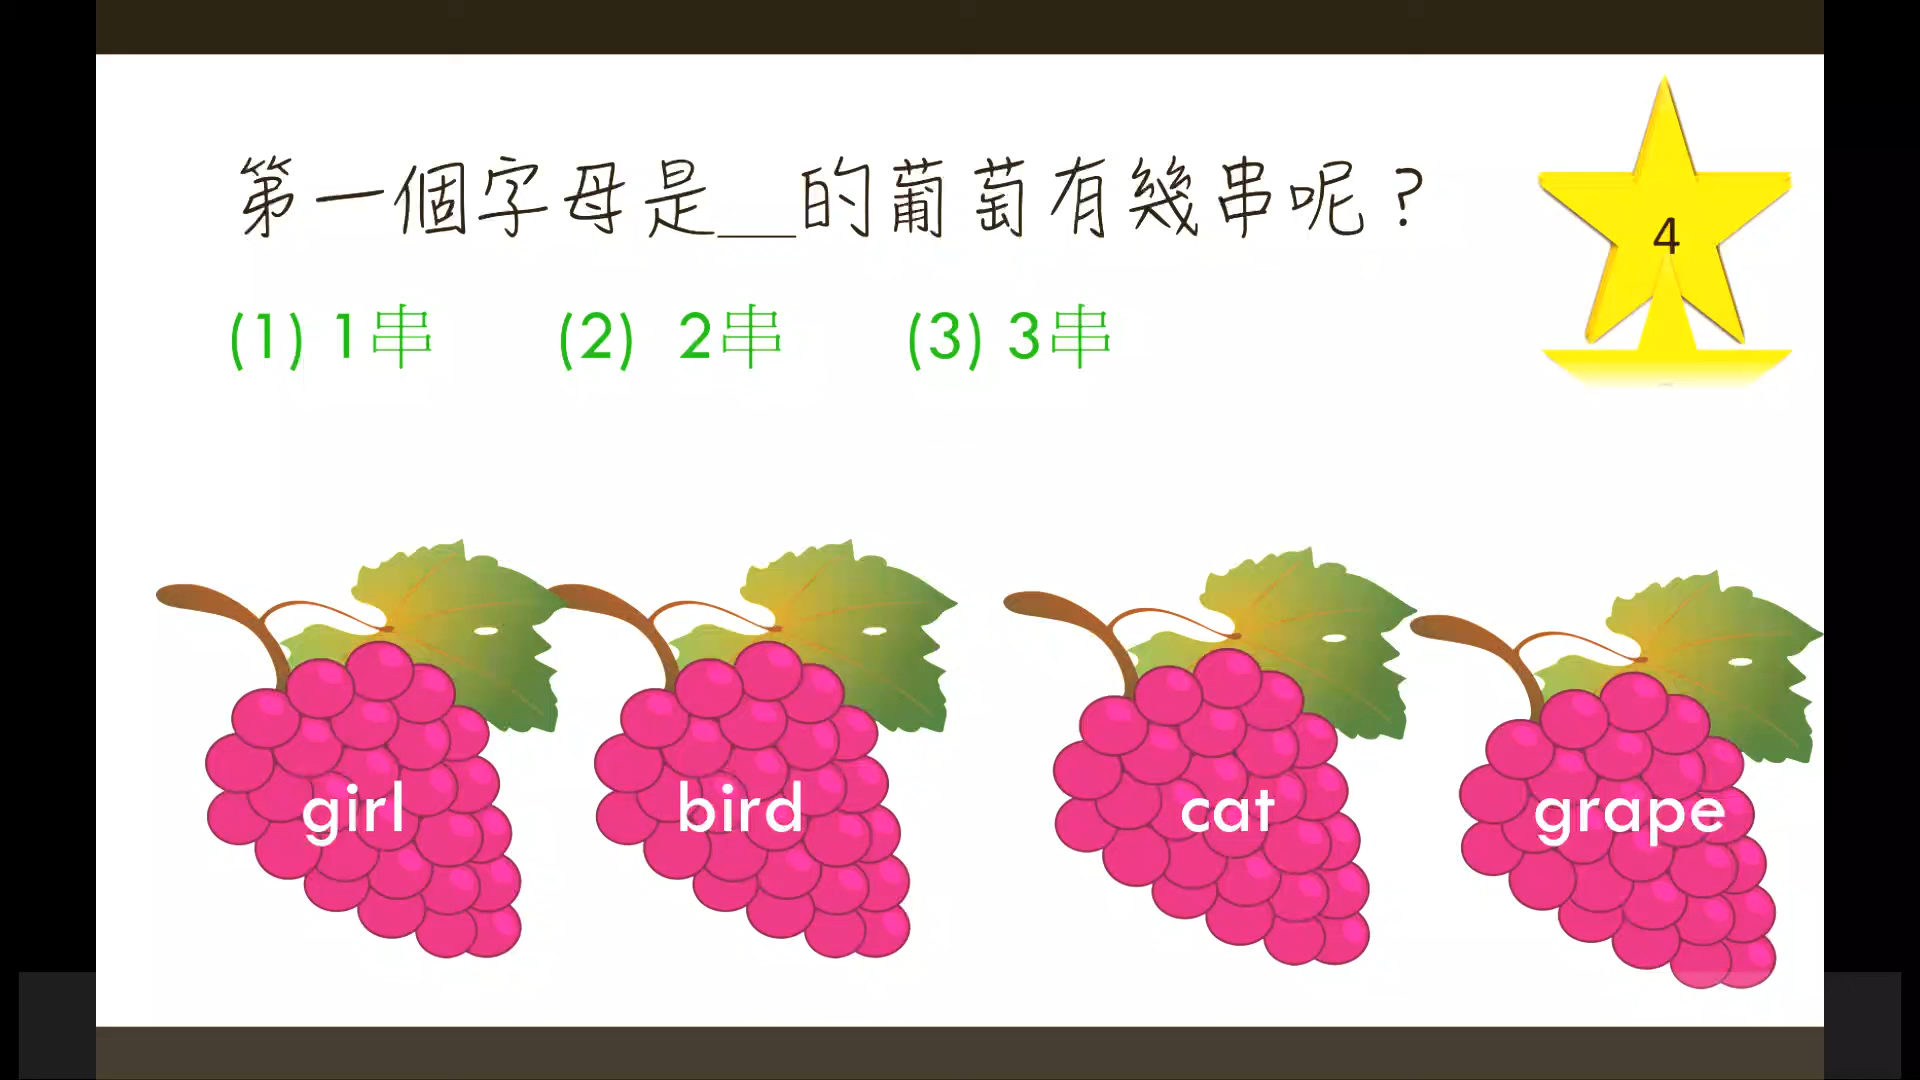 第一個字母是__的葡萄有幾串呢？
4
(1) 1串 (2) 2串 (3) 3串
girl bird cat grape